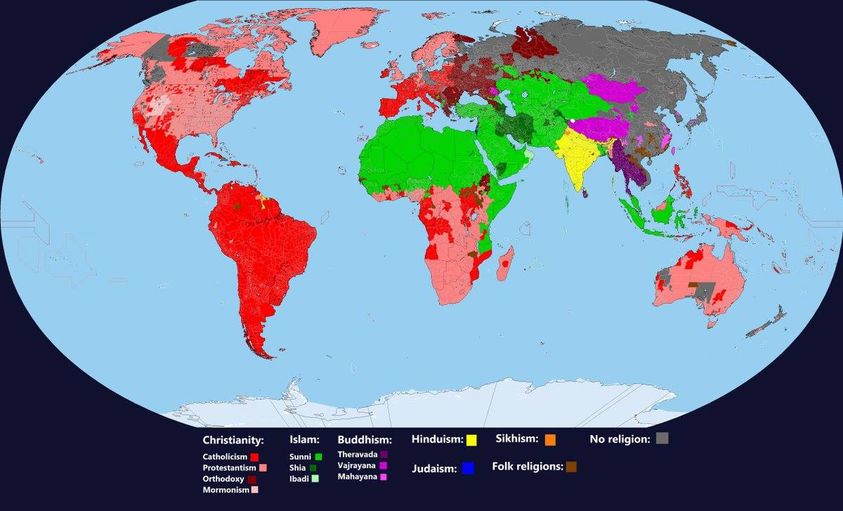 Christianity:
Catholicism
Protestantism
Orthodoxy
Mormonism
Islam:
Sunni
Shia
Ibadi
Buddhism:
Theravada
Vajrayana
Mahayana
Hinduism:
Judaism:
Sikhism:
Folk religions:
No religion: